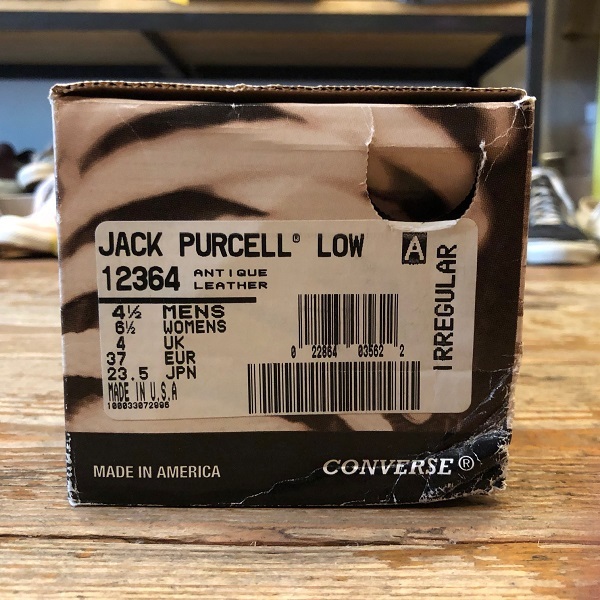 JACK PURCELL® LOW
A
12364 ANTIQUE LEATHER
IRREGULAR
4½ MENS
6½ WOMENS
4 UK
37 EUR
23.5 JPN
MADE IN U.S.A
100033072996
0 22864 03562 2
MADE IN AMERICA
CONVERSE®